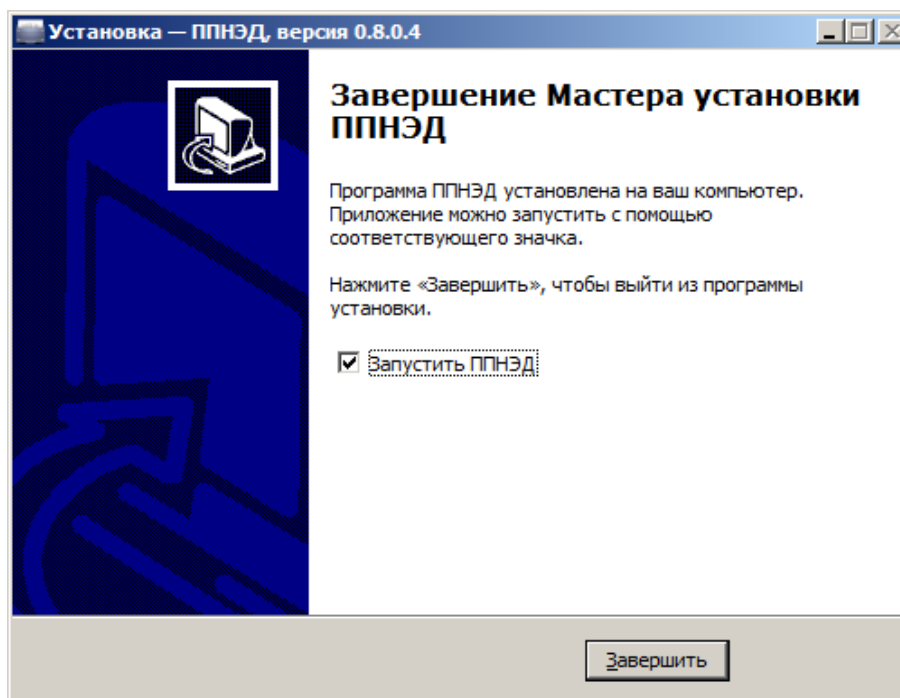 Установка — ППНЭД, версия 0.8.0.4
Завершение Мастера установки
ППНЭД
Программа ППНЭД установлена на ваш компьютер.
Приложение можно запустить с помощью
соответствующего значка.
Нажмите «Завершить», чтобы выйти из программы
установки.
Запустить ППНЭД
Завершить